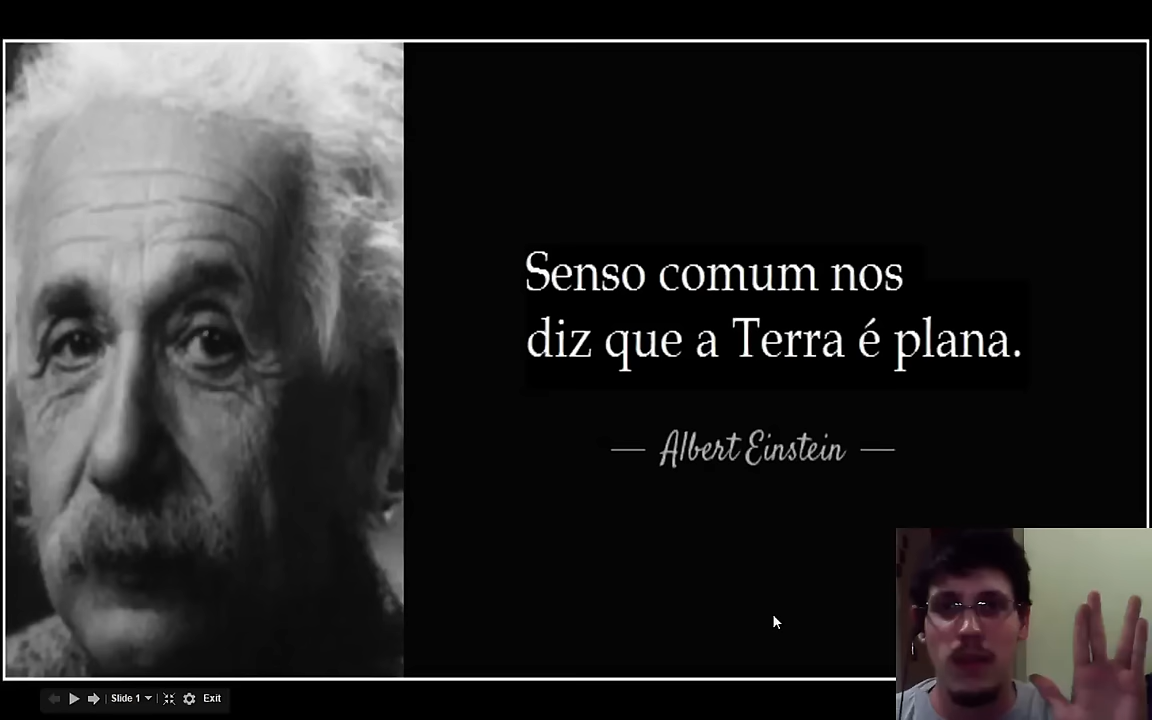 Senso comum nos
diz que a Terra é plana.
— Albert Einstein —
Slide 1
Exit